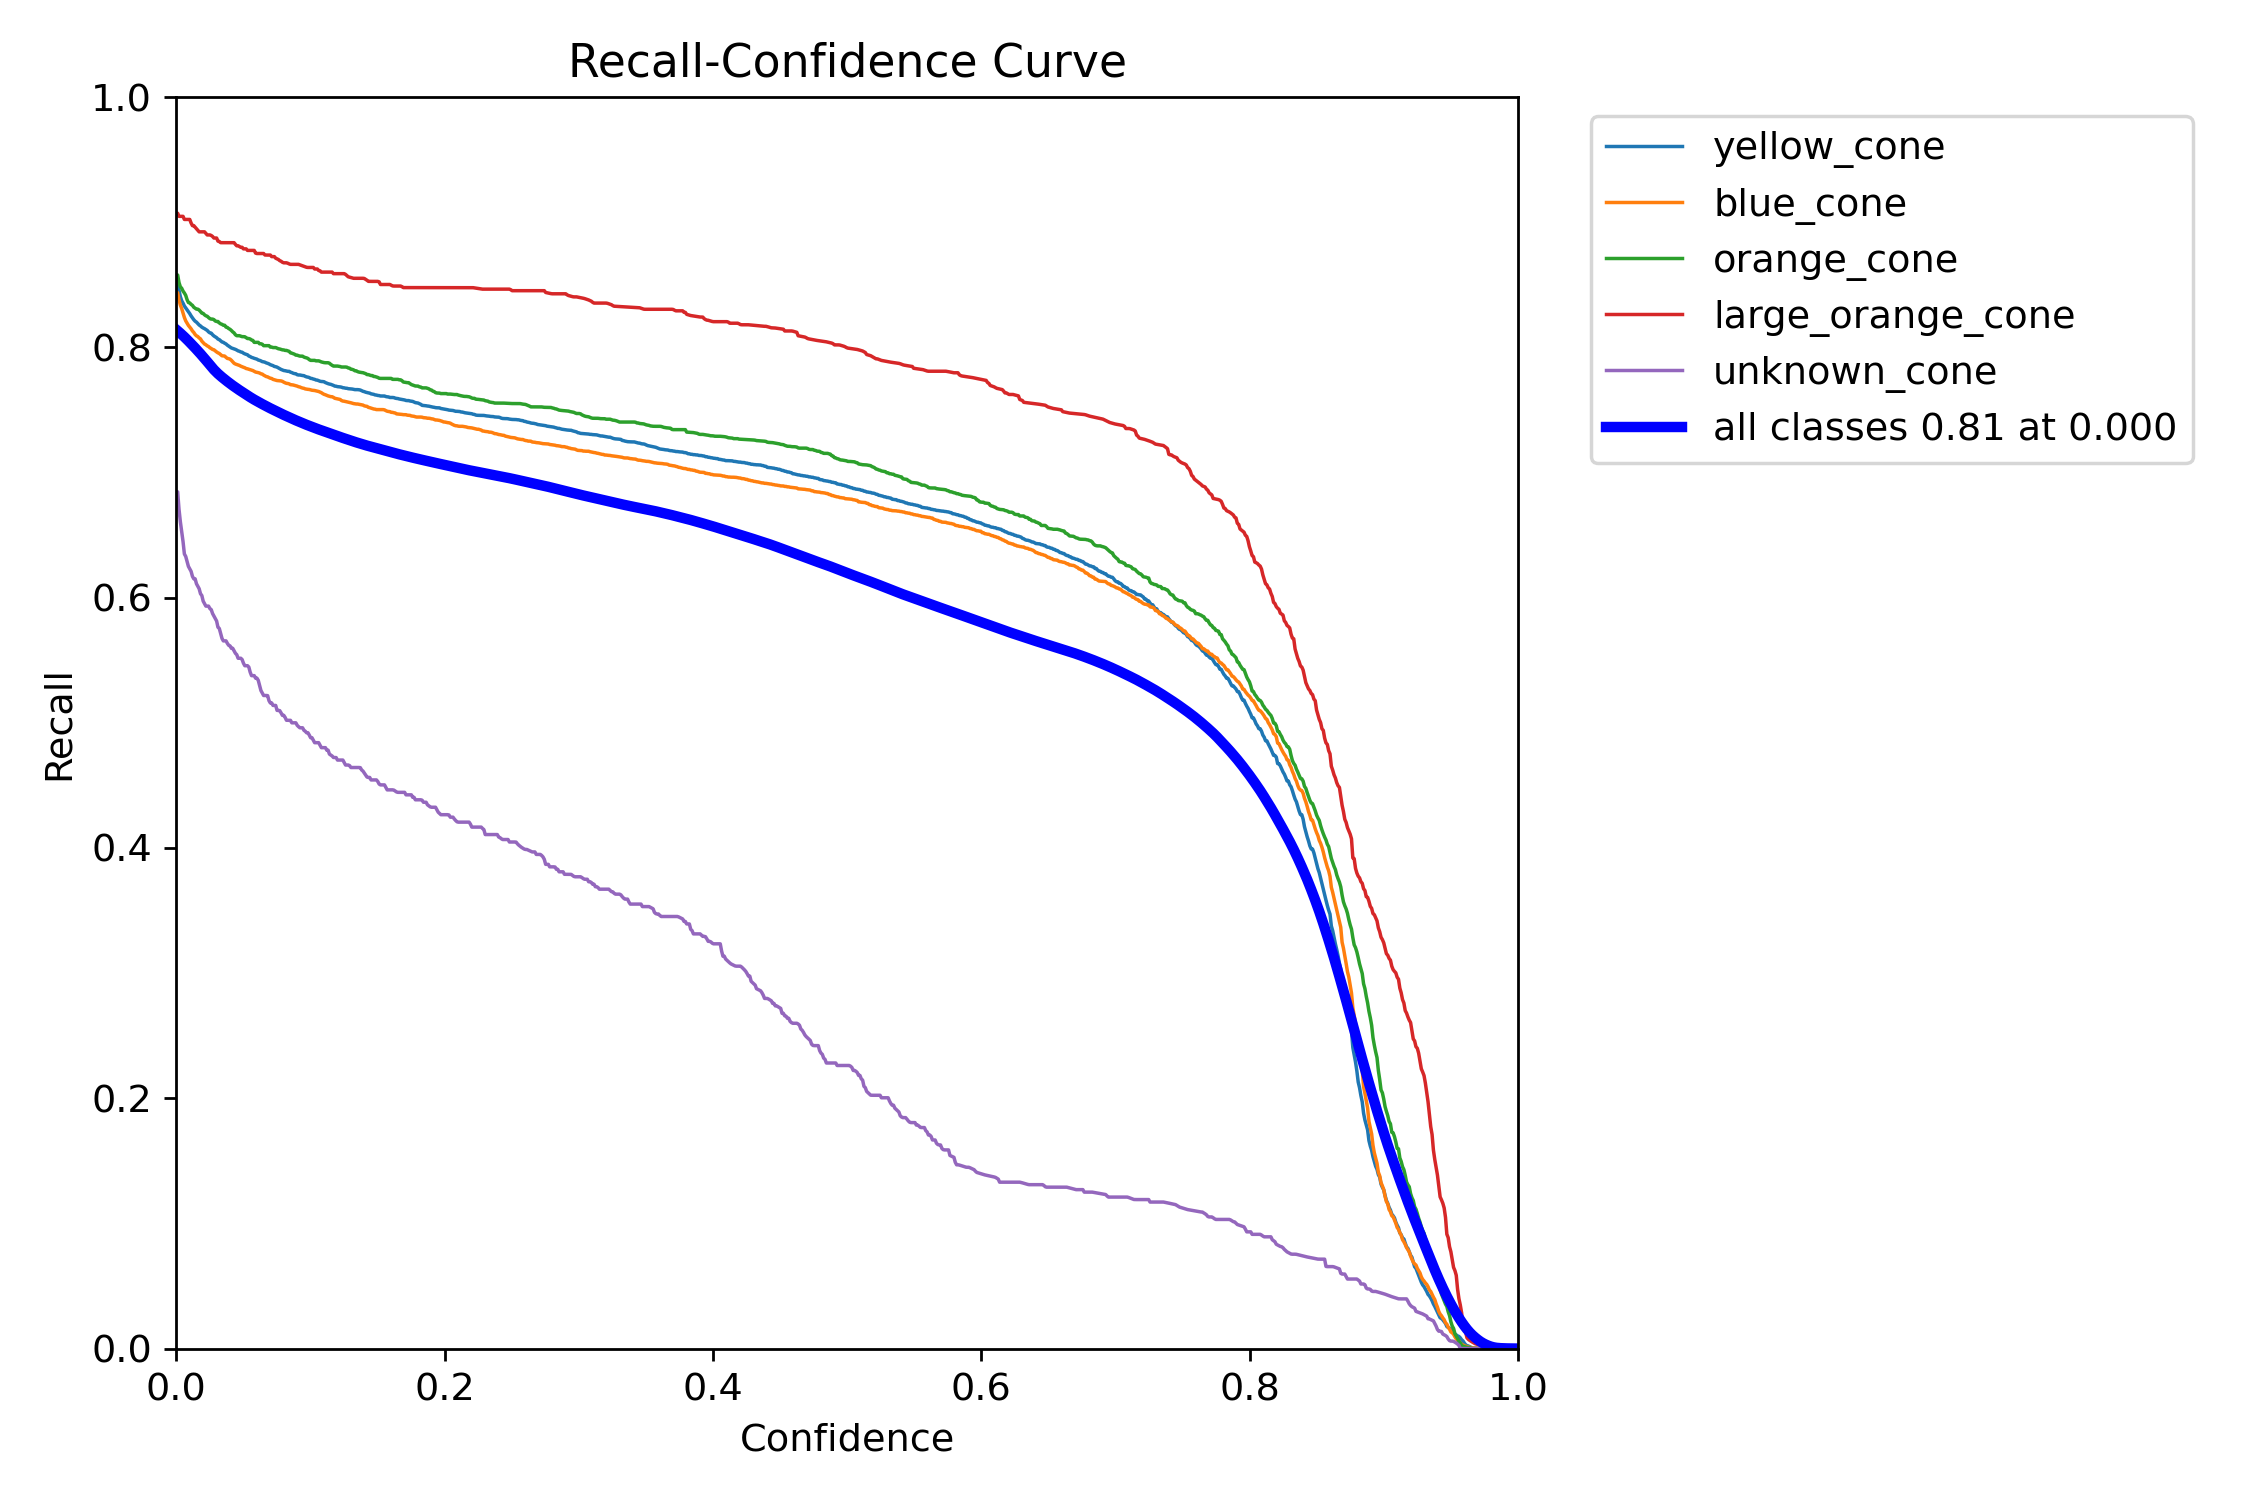 Recall-Confidence Curve
1.0
0.8
0.6
0.4
0.2
0.0
Recall
0.0 0.2 0.4 0.6 0.8 1.0
Confidence
yellow_cone
blue_cone
orange_cone
large_orange_cone
unknown_cone
all classes 0.81 at 0.000